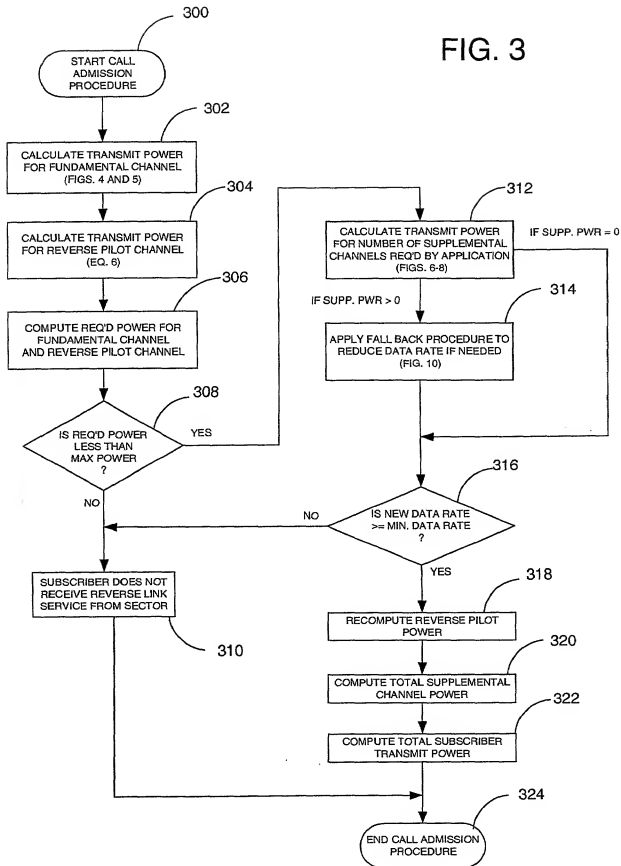 300
FIG. 3
START CALL
ADMISSION
PROCEDURE
302
CALCULATE TRANSMIT POWER
FOR FUNDAMENTAL CHANNEL
(FIGS. 4 AND 5)
304
CALCULATE TRANSMIT POWER
FOR REVERSE PILOT CHANNEL
(EQ. 6)
306
COMPUTE REQ'D POWER FOR
FUNDAMENTAL CHANNEL
AND REVERSE PILOT CHANNEL
308
IS REQ'D POWER
LESS THAN
MAX POWER
?
YES
NO
SUBSCRIBER DOES NOT
RECEIVE REVERSE LINK
SERVICE FROM SECTOR
310
312
CALCULATE TRANSMIT POWER
FOR NUMBER OF SUPPLEMENTAL
CHANNELS REQ'D BY APPLICATION
(FIGS. 6-8)
IF SUPP. PWR = 0
IF SUPP. PWR > 0
314
APPLY FALL BACK PROCEDURE TO
REDUCE DATA RATE IF NEEDED
(FIG. 10)
316
IS NEW DATA RATE
>= MIN. DATA RATE
?
NO
YES
318
RECOMPUTE REVERSE PILOT
POWER
320
COMPUTE TOTAL SUPPLEMENTAL
CHANNEL POWER
322
COMPUTE TOTAL SUBSCRIBER
TRANSMIT POWER
324
END CALL ADMISSION
PROCEDURE